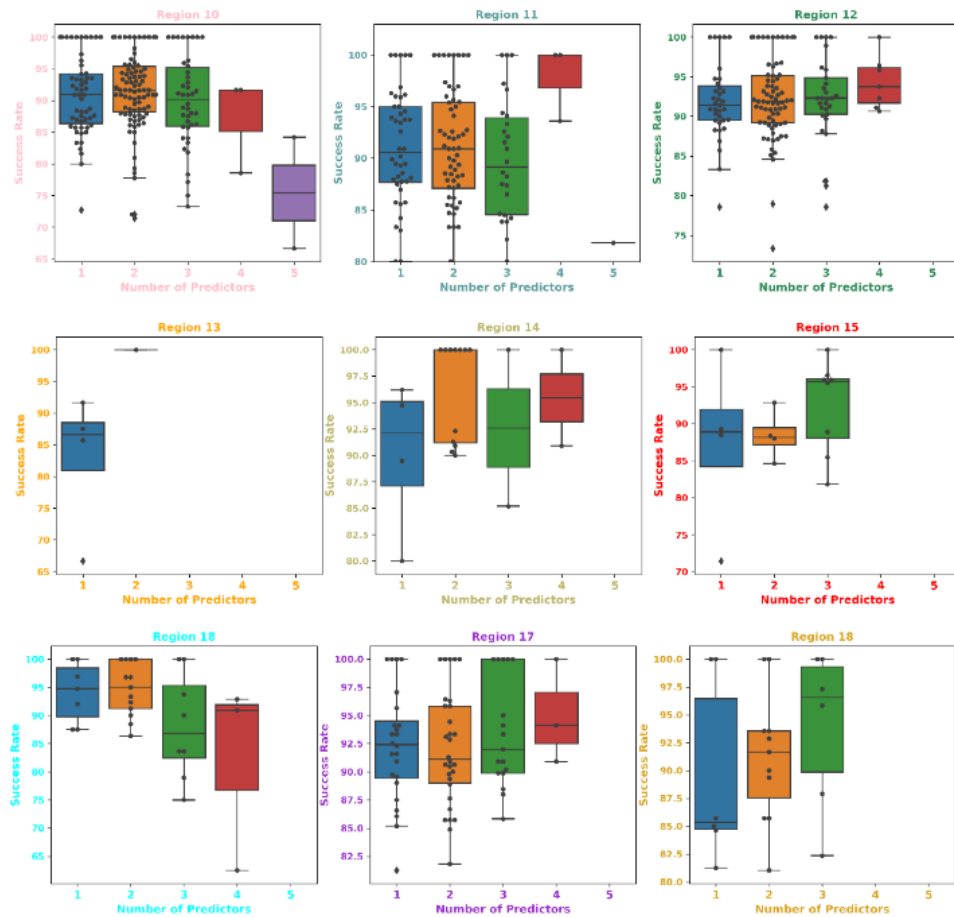 Region 10
Success Rate
100
95
90
85
80
75
70
65
1 2 3 4 5
Number of Predictors
Region 11
Success Rate
100
95
90
85
80
1 2 3 4 5
Number of Predictors
Region 12
Success Rate
100
95
90
85
80
75
1 2 3 4 5
Number of Predictors
Region 13
Success Rate
100
95
90
85
80
75
70
65
1 2 3 4 5
Number of Predictors
Region 14
Success Rate
100.0
97.5
95.0
92.5
90.0
87.5
85.0
82.5
80.0
1 2 3 4 5
Number of Predictors
Region 15
Success Rate
100
95
90
85
80
75
70
1 2 3 4 5
Number of Predictors
Region 18
Success Rate
100
95
90
85
80
75
70
65
1 2 3 4 5
Number of Predictors
Region 17
Success Rate
100.0
97.5
95.0
92.5
90.0
87.5
85.0
82.5
1 2 3 4 5
Number of Predictors
Region 18
Success Rate
100.0
97.5
95.0
92.5
90.0
87.5
85.0
82.5
80.0
1 2 3 4 5
Number of Predictors